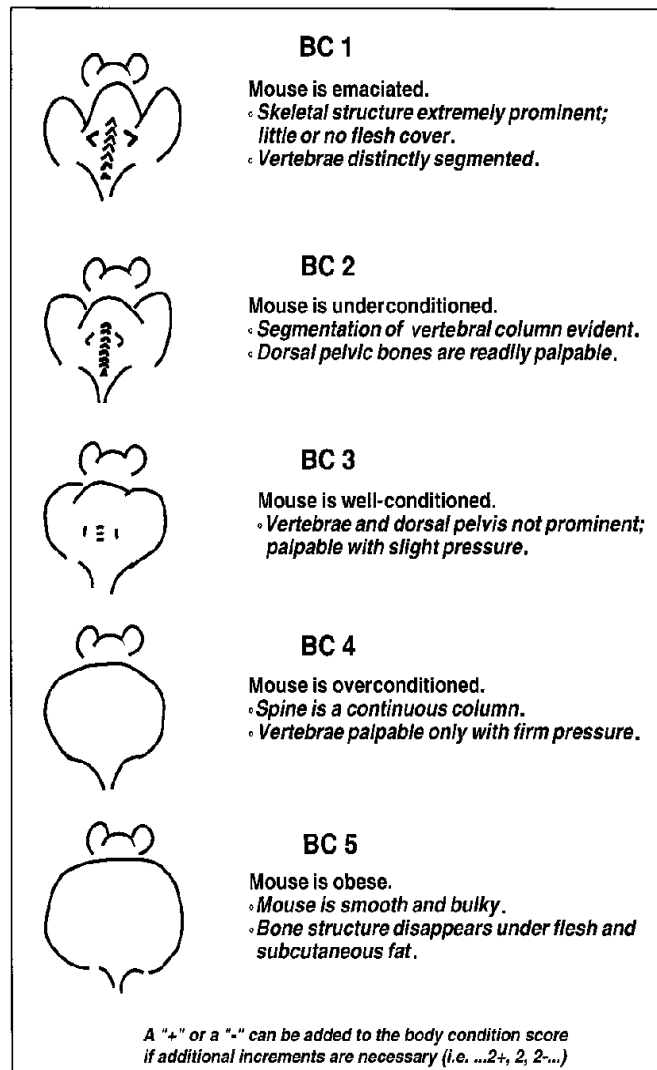 BC 1
Mouse is emaciated.
◦ Skeletal structure extremely prominent;
little or no flesh cover.
◦ Vertebrae distinctly segmented.
BC 2
Mouse is underconditioned.
◦ Segmentation of vertebral column evident.
◦ Dorsal pelvic bones are readily palpable.
BC 3
Mouse is well-conditioned.
◦ Vertebrae and dorsal pelvis not prominent;
palpable with slight pressure.
BC 4
Mouse is overconditioned.
◦ Spine is a continuous column.
◦ Vertebrae palpable only with firm pressure.
BC 5
Mouse is obese.
◦ Mouse is smooth and bulky.
◦ Bone structure disappears under flesh and
subcutaneous fat.
A "+" or a "-" can be added to the body condition score
if additional increments are necessary (i.e. ...2+, 2, 2-...)